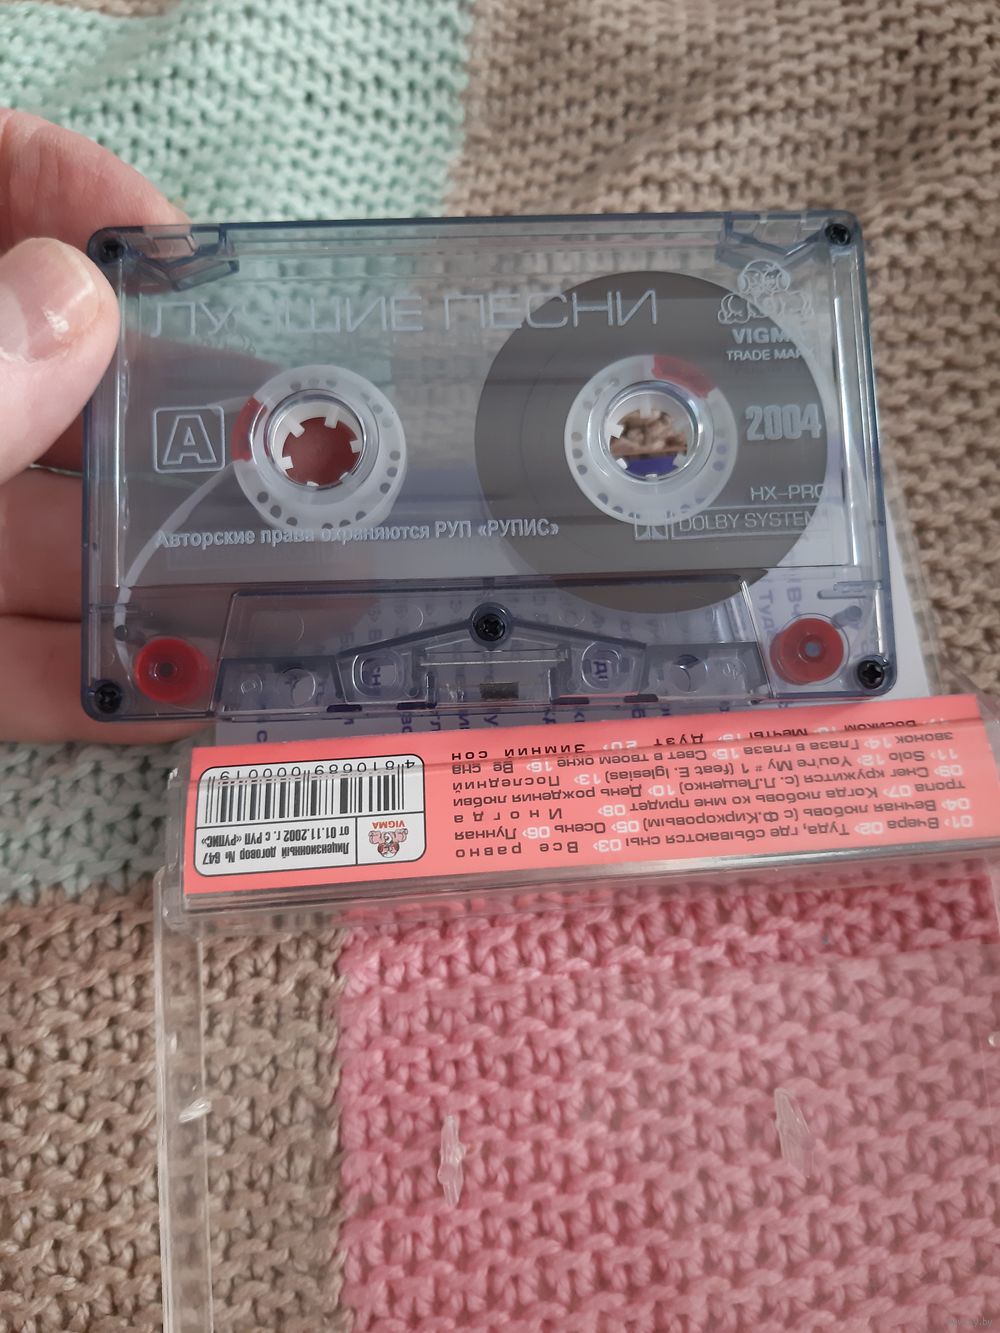 ЛУЧШИЕ ПЕСНИ
VIGMA
TRADE MARK
A
2004
HX-PRO
DOLBY SYSTEM
Авторские права охраняются РУП «РУПИС»
01› Вчера 02› Туда, где сбываются сны 03› Все равно
04› Вечная любовь (с Ф.Киркоровым) 05› Осень 06› Лунная
тропа 07› Когда любовь ко мне придет 08› Иногда
09› Снег кружится (с Л.Лещенко) 10› День рождения любви
11› Solo 12› You're My # 1 (feat. E. Iglesias) 13› Последний
звонок 14› Глаза в глаза 15› Свет в твоем окне 16› Ве сна
17› Босиком 18› Мечты 19› Дуэт 20› Зимний сон
VIGMA
Лицензионный договор № 647
от 01.11.2002 г. с РУП «РУПИС»
4 810689 000019